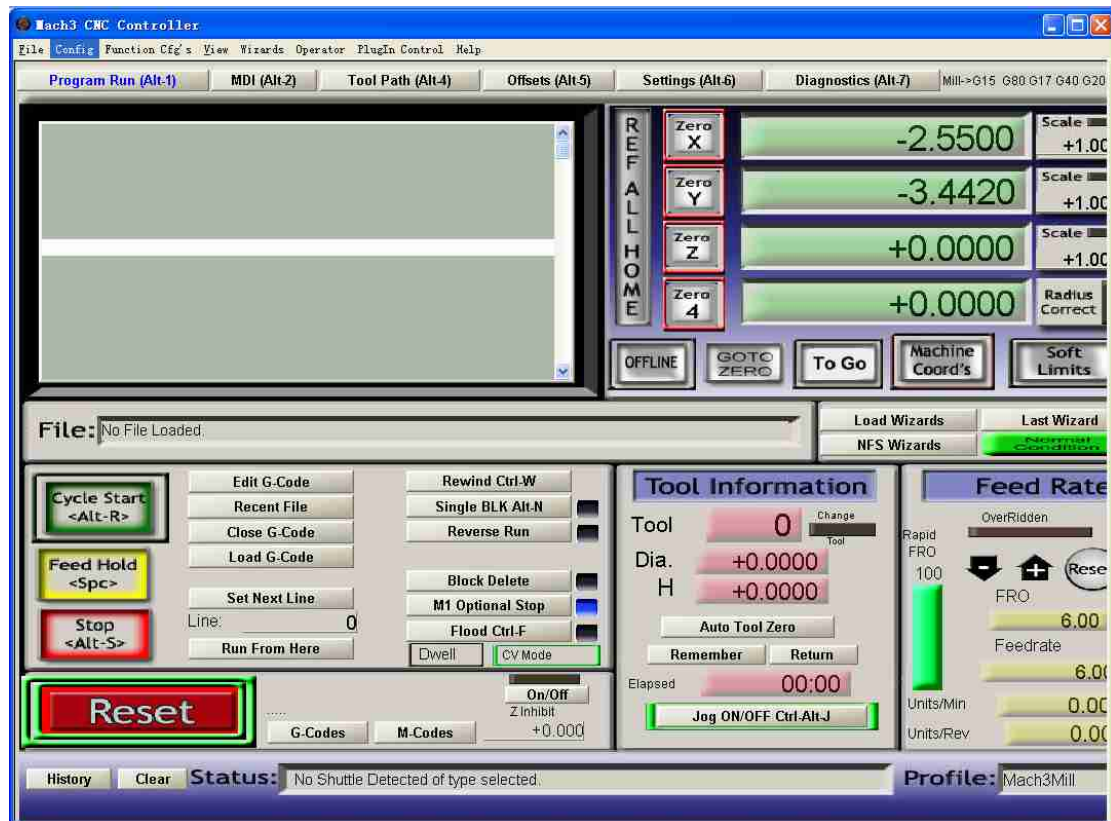 Mach3 CNC Controller
File Config Function Cfg's View Wizards Operator PlugIn Control Help
Program Run (Alt-1) MDI (Alt-2) Tool Path (Alt-4) Offsets (Alt-5) Settings (Alt-6) Diagnostics (Alt-7) Mill->G15 G80 G17 G40 G20
REF ALL HOME
Zero X -2.5500 Scale +1.00
Zero Y -3.4420 Scale +1.00
Zero Z +0.0000 Scale +1.00
Zero 4 +0.0000 Radius Correct
OFFLINE GOTO ZERO To Go Machine Coord's Soft Limits
File: No File Loaded.
Load Wizards Last Wizard
NFS Wizards Normal Condition
Cycle Start <Alt-R>
Feed Hold <Spc>
Stop <Alt-S>
Edit G-Code
Recent File
Close G-Code
Load G-Code
Set Next Line
Line: 0
Run From Here
Rewind Ctrl-W
Single BLK Alt-N
Reverse Run
Block Delete
M1 Optional Stop
Flood Ctrl-F
Dwell CV Mode
Reset
.....
G-Codes M-Codes
On/Off
Z Inhibit
+0.000
Tool Information
Tool 0 Change Tool
Dia. +0.0000
H +0.0000
Auto Tool Zero
Remember Return
Elapsed 00:00
Jog ON/OFF Ctrl-Alt-J
Feed Rate
OverRidden
Rapid
FRO
100
Rese
FRO
6.00
Feedrate
6.00
Units/Min 0.00
Units/Rev 0.00
History Clear Status: No Shuttle Detected of type selected.
Profile: Mach3Mill